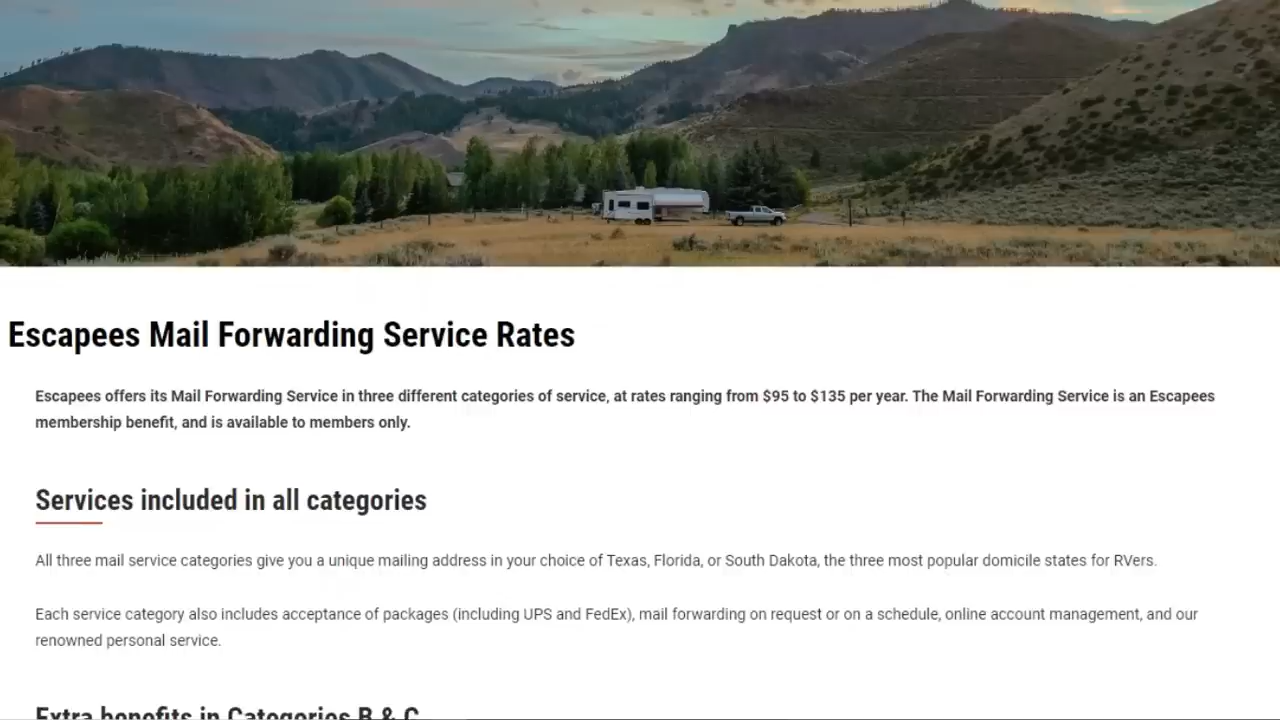 Escapees Mail Forwarding Service Rates
Escapees offers its Mail Forwarding Service in three different categories of service, at rates ranging from $95 to $135 per year. The Mail Forwarding Service is an Escapees
membership benefit, and is available to members only.
Services included in all categories
All three mail service categories give you a unique mailing address in your choice of Texas, Florida, or South Dakota, the three most popular domicile states for RVers.
Each service category also includes acceptance of packages (including UPS and FedEx), mail forwarding on request or on a schedule, online account management, and our
renowned personal service.
Extra benefits in Categories B & C